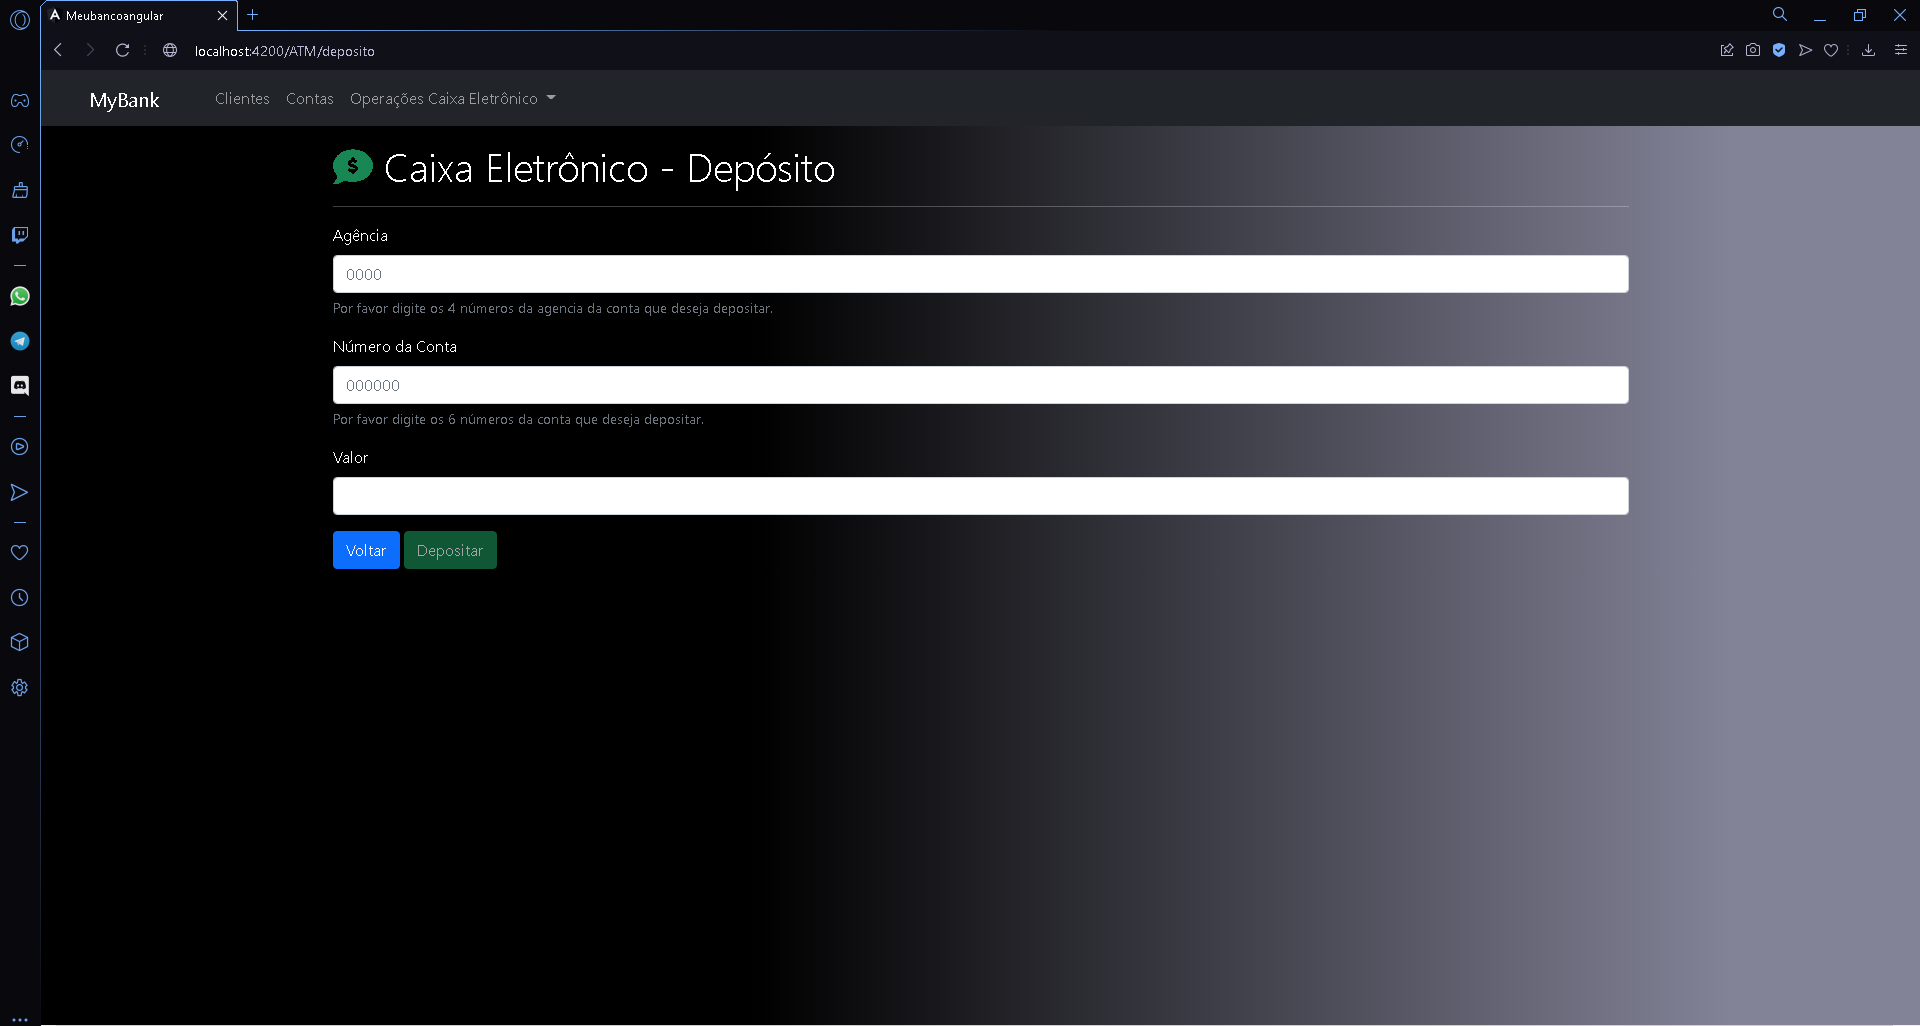 Meubancoangular
localhost:4200/ATM/deposito
MyBank Clientes Contas Operações Caixa Eletrônico
Caixa Eletrônico - Depósito
Agência
0000
Por favor digite os 4 números da agencia da conta que deseja depositar.
Número da Conta
000000
Por favor digite os 6 números da conta que deseja depositar.
Valor
Voltar Depositar